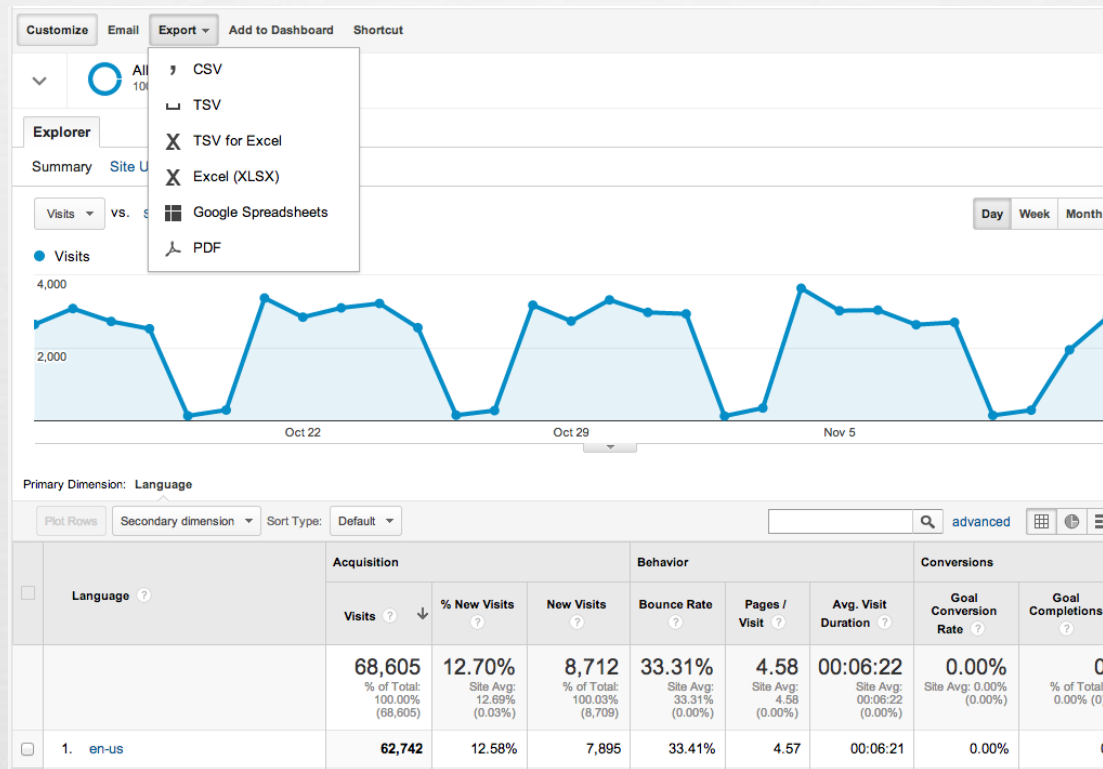 Customize Email Export Add to Dashboard Shortcut
All
100
CSV
TSV
TSV for Excel
Excel (XLSX)
Google Spreadsheets
PDF
Explorer
Summary Site U
Visits vs. S
Day Week Month
Visits
4,000
2,000
Oct 22 Oct 29 Nov 5
Primary Dimension: Language
Plot Rows Secondary dimension Sort Type: Default advanced
Acquisition Behavior Conversions
Language ?
Visits ? % New Visits ? New Visits ? Bounce Rate ? Pages / Visit ? Avg. Visit Duration ? Goal Conversion Rate ? Goal Completions ?
68,605 12.70% 8,712 33.31% 4.58 00:06:22 0.00% 0
% of Total: Site Avg: % of Total: Site Avg: Site Avg: Site Avg: Site Avg: 0.00% % of Total
100.00% 12.69% 100.03% 33.31% 4.58 00:06:22 (0.00%) 0.00% (0
(68,605) (0.03%) (8,709) (0.00%) (0.00%) (0.00%)
1. en-us 62,742 12.58% 7,895 33.41% 4.57 00:06:21 0.00%